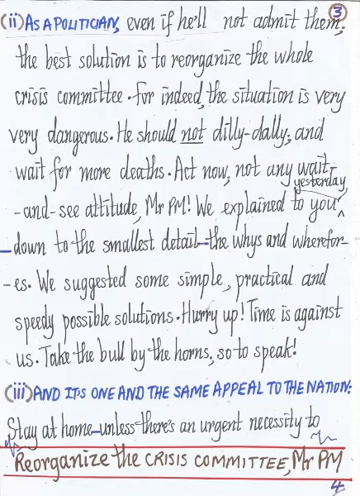 ③
(ii) AS A POLITICIAN, even if he'll not admit them,
the best solution is to reorganize the whole
crisis committee. For indeed, the situation is very
very dangerous. He should not dilly-dally, and
wait for more deaths. Act now, not any wait-
yesterday,
-and-see attitude, Mr PM! We explained to you^
_down to the smallest detail_the whys and wherefor-
-es. We suggested some simple, practical and
speedy possible solutions. Hurry up! Time is against
us. Take the bull by the horns, so to speak!
(iii) AND IT'S ONE AND THE SAME APPEAL TO THE NATION:
Stay at home_unless there's an urgent necessity to
Reorganize the CRISIS COMMITTEE, Mr PM
4